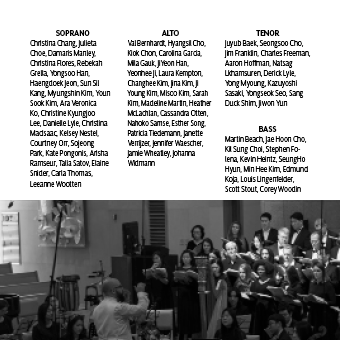 SOPRANO
Christina Chang, Julieta
Choe, Damaris Manley,
Christina Flores, Rebekah
Grella, Yongsoo Han,
Haengdoek Jeon, Sun Sil
Kang, Myungshin Kim, Youn
Sook Kim, Ara Veronica
Ko, Christine Kyungjoo
Lee, Danielle Lyle, Christina
MacIsaac, Kelsey Nestel,
Courtney Orr, Sojeong
Park, Kate Pongonis, Arisha
Ramseur, Talia Satov, Elaine
Snider, Carla Thomas,
Leeanne Wootten
ALTO
Val Bernhardt, Hyangsil Cho,
Kiok Chon, Carolina Garcia,
Mila Gauk, JiYeon Han,
Yeonhee Ji, Laura Kempton,
Changhee Kim, Jina Kim, Ji
Young Kim, Misco Kim, Sarah
Kim, Madeline Martin, Heather
McLachlan, Cassandra Otten,
Nahoko Samse, Esther Song,
Patricia Tiedemann, Janette
Verrijzer, Jennifer Waescher,
Jamie Wheatley, Johanna
Widmann
TENOR
Juyub Baek, Seongsoo Cho,
Jim Franklin, Charles Freeman,
Aaron Hoffman, Natsag
Lkhamsuren, Derick Lyle,
Yong Myoung, Kazuyoshi
Sasaki, Yongseok Seo, Sang
Duck Shim, Jiwon Yun
BASS
Martin Beach, Jae Hoon Cho,
Kil Sung Choi, Stephen Fo-
lena, Kevin Heintz, SeungHo
Hyun, Min Hee Kim, Edmund
Koja, Louis Lingenfelder,
Scott Stout, Corey Woodin